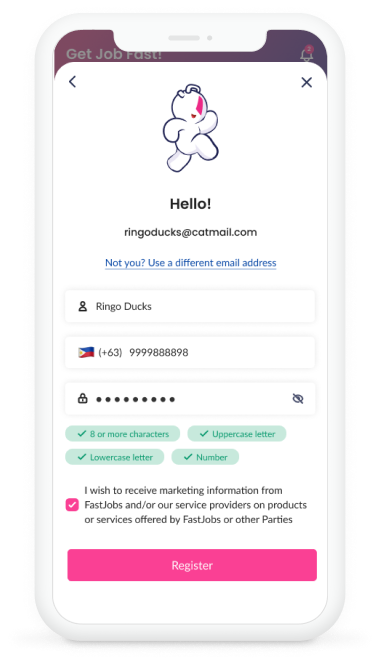 Get Job Fast!
Hello!
ringoducks@catmail.com
Not you? Use a different email address
Ringo Ducks
(+63) 9999888898
8 or more characters
Uppercase letter
Lowercase letter
Number
I wish to receive marketing information from
FastJobs and/or our service providers on products
or services offered by FastJobs or other Parties
Register